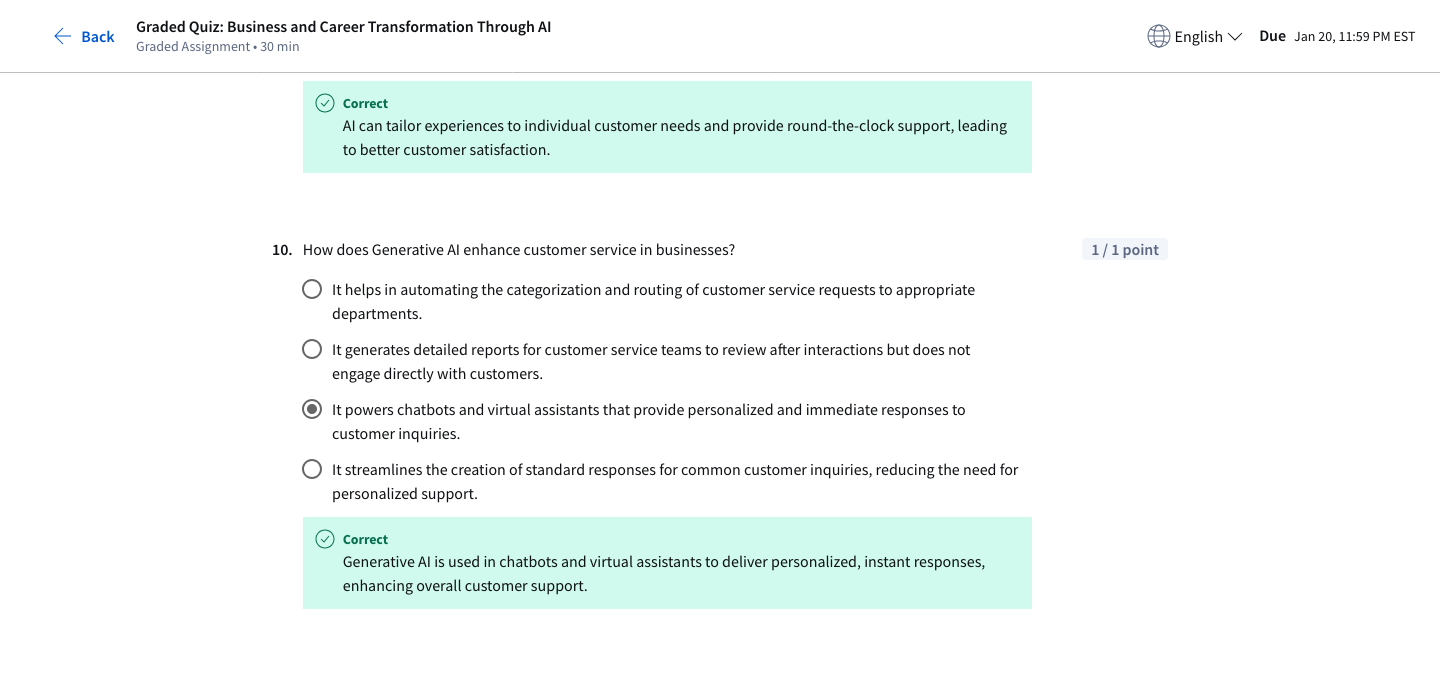 Back
Graded Quiz: Business and Career Transformation Through AI
Graded Assignment • 30 min
English
Due Jan 20, 11:59 PM EST
Correct
AI can tailor experiences to individual customer needs and provide round-the-clock support, leading
to better customer satisfaction.
10. How does Generative AI enhance customer service in businesses?
1 / 1 point
It helps in automating the categorization and routing of customer service requests to appropriate
departments.
It generates detailed reports for customer service teams to review after interactions but does not
engage directly with customers.
It powers chatbots and virtual assistants that provide personalized and immediate responses to
customer inquiries.
It streamlines the creation of standard responses for common customer inquiries, reducing the need for
personalized support.
Correct
Generative AI is used in chatbots and virtual assistants to deliver personalized, instant responses,
enhancing overall customer support.